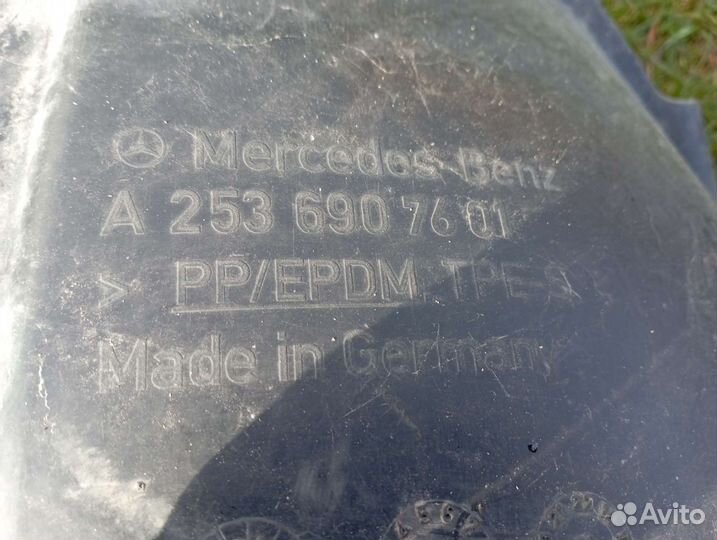 Mercedes-Benz
A 253 690 76 01
> PP/EPDM, TPE-S
Made in Germany
Avito